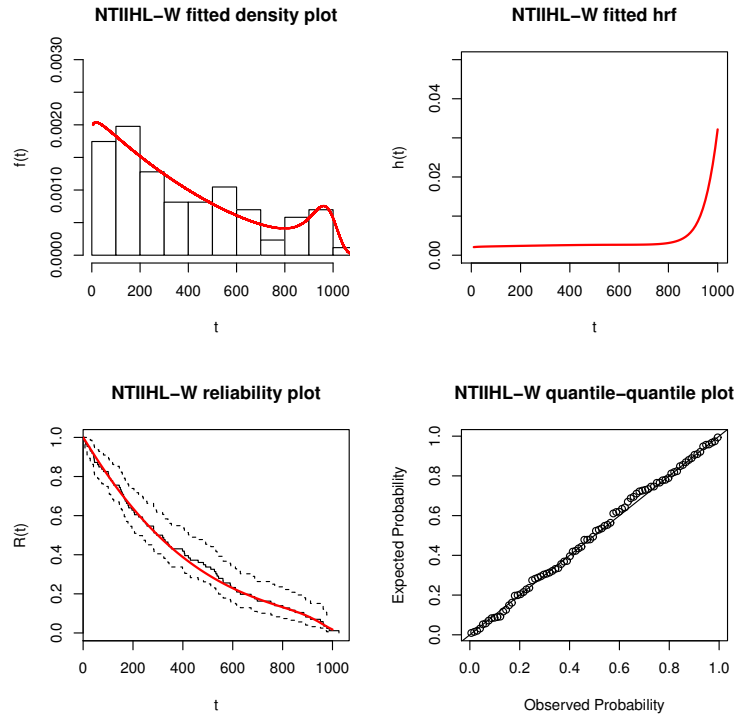 NTIIHL−W fitted density plot
f(t)
0.0000 0.0010 0.0020 0.0030
0 200 400 600 800 1000
t
NTIIHL−W fitted hrf
h(t)
0.00 0.02 0.04
0 200 400 600 800 1000
t
NTIIHL−W reliability plot
R(t)
0.0 0.2 0.4 0.6 0.8 1.0
0 200 400 600 800 1000
t
NTIIHL−W quantile−quantile plot
Expected Probability
0.0 0.2 0.4 0.6 0.8 1.0
0.0 0.2 0.4 0.6 0.8 1.0
Observed Probability